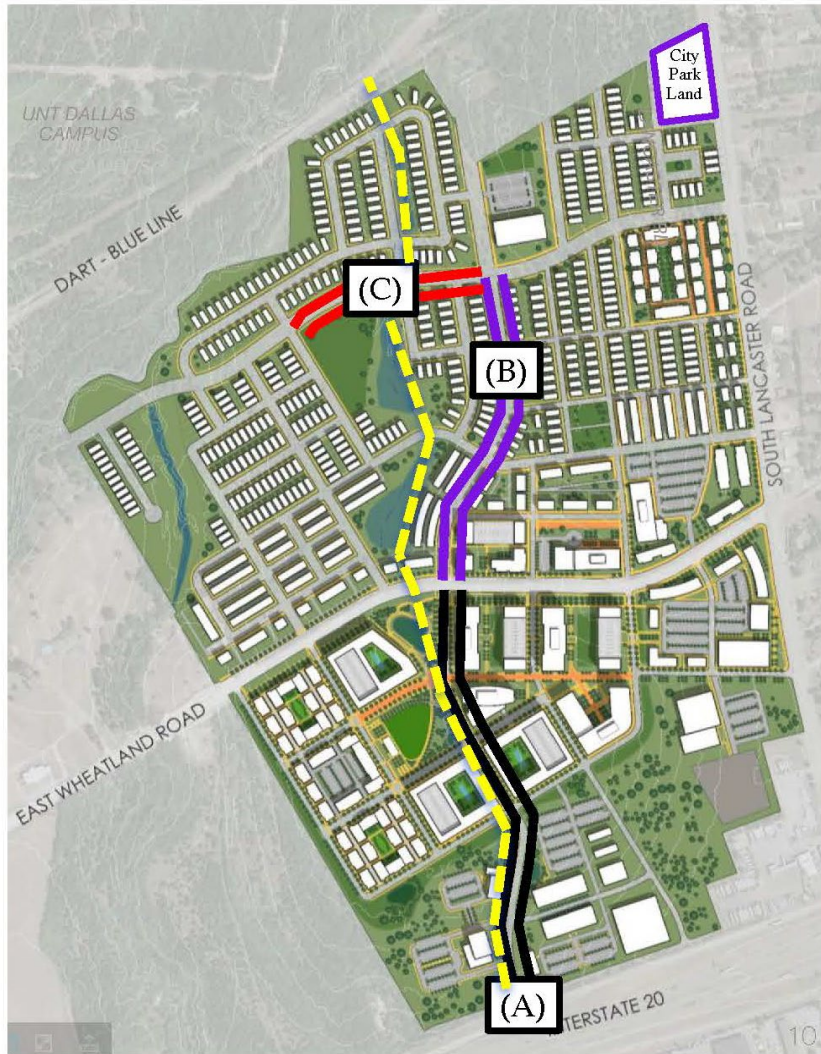 City
Park
Land
UNT DALLAS
CAMPUS
DART - BLUE LINE
(C)
(B)
SOUTH LANCASTER ROAD
EAST WHEATLAND ROAD
(A)
INTERSTATE 20
10